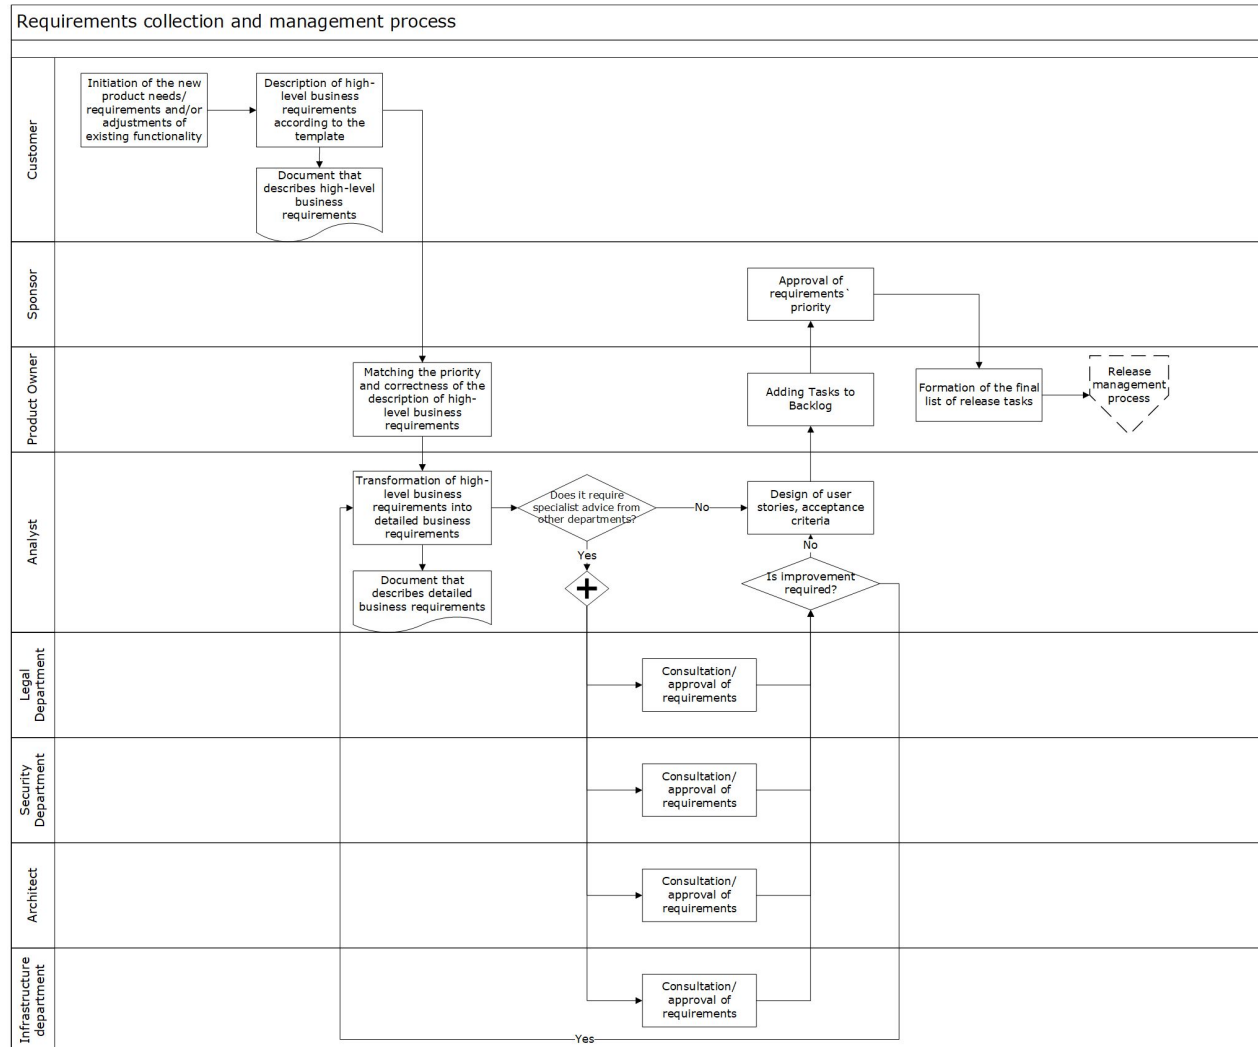 Requirements collection and management process
Customer
Initiation of the new
product needs/
requirements and/or
adjustments of
existing functionality
Description of high-
level business
requirements
according to the
template
Document that
describes high-level
business
requirements
Sponsor
Approval of
requirements`
priority
Product Owner
Matching the priority
and correctness of the
description of high-
level business
requirements
Adding Tasks to
Backlog
Formation of the final
list of release tasks
Release
management
process
Analyst
Transformation of high-
level business
requirements into
detailed business
requirements
Does it require
specialist advice from
other departments?
No
Design of user
stories, acceptance
criteria
Yes
No
Document that
describes detailed
business requirements
Is improvement
required?
Legal
Department
Consultation/
approval of
requirements
Security
Department
Consultation/
approval of
requirements
Architect
Consultation/
approval of
requirements
Infrastructure
department
Consultation/
approval of
requirements
Yes